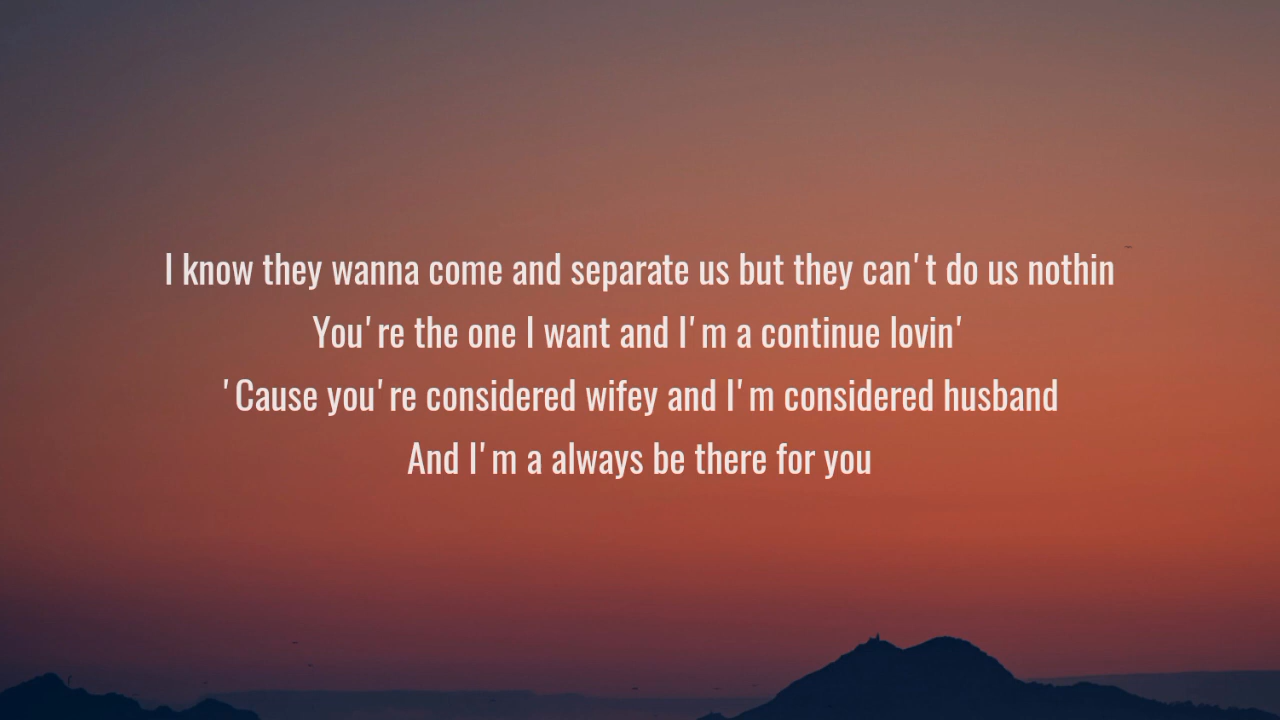 I know they wanna come and separate us but they can't do us nothin
You're the one I want and I'm a continue lovin'
'Cause you're considered wifey and I'm considered husband
And I'm a always be there for you